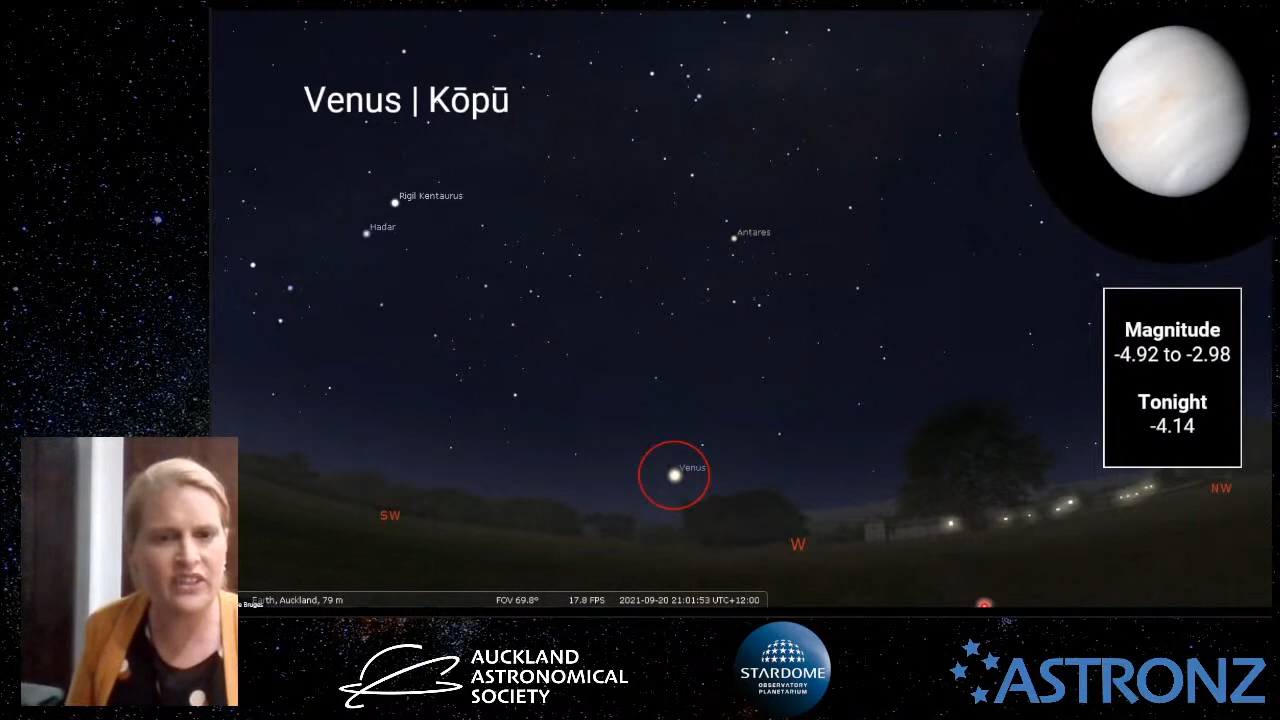 Venus | Kōpū
Rigil Kentaurus
Hadar
Antares
Magnitude
-4.92 to -2.98
Tonight
-4.14
Venus
SW
NW
W
Earth, Auckland, 79 m
FOV 69.8°
17.8 FPS
2021-09-20 21:01:53 UTC+12:00
Bruges
AUCKLAND
ASTRONOMICAL
SOCIETY
STARDOME
OBSERVATORY
PLANETARIUM
ASTRONZ